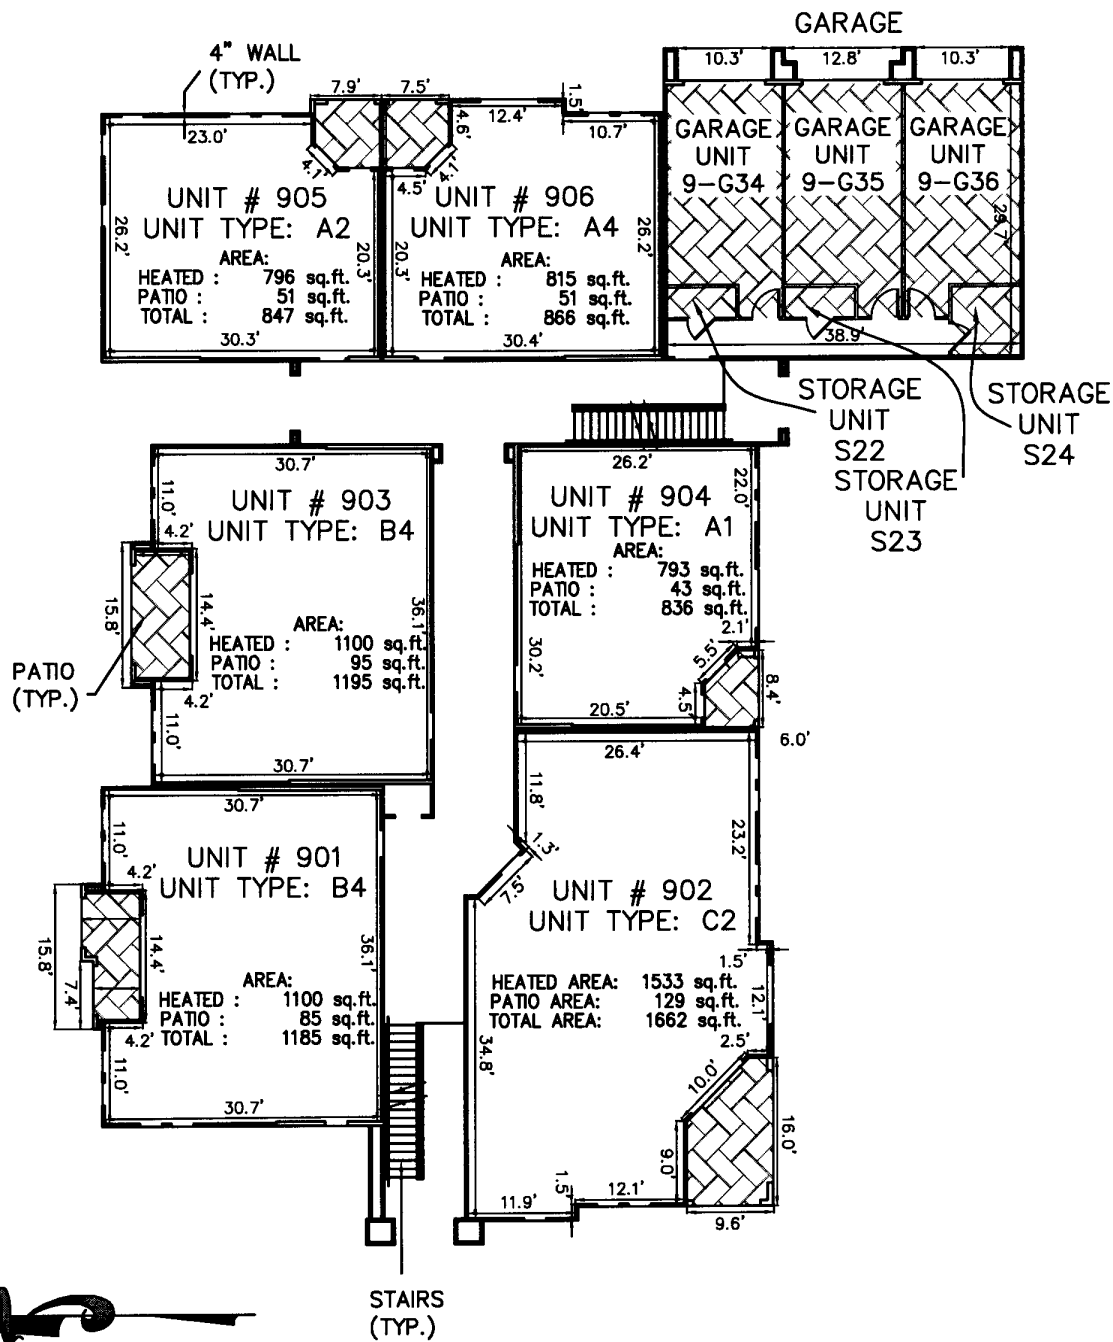 GARAGE
4" WALL
(TYP.)
10.3'
12.8'
10.3'
7.9'
7.5'
12.4'
1.5'
10.7'
23.0'
4.6'
4.1'
4.1'
4.5'
GARAGE
UNIT
9-G34
GARAGE
UNIT
9-G35
GARAGE
UNIT
9-G36
29.7'
UNIT # 905
UNIT TYPE: A2
AREA:
HEATED : 796 sq.ft.
PATIO : 51 sq.ft.
TOTAL : 847 sq.ft.
26.2'
20.3'
30.3'
UNIT # 906
UNIT TYPE: A4
AREA:
HEATED : 815 sq.ft.
PATIO : 51 sq.ft.
TOTAL : 866 sq.ft.
20.3'
26.2'
30.4'
38.9'
STORAGE
UNIT
S22
STORAGE
UNIT
S23
STORAGE
UNIT
S24
30.7'
11.0'
UNIT # 903
UNIT TYPE: B4
4.2'
15.8'
14.4'
36.1'
AREA:
HEATED : 1100 sq.ft.
PATIO : 95 sq.ft.
TOTAL : 1195 sq.ft.
PATIO
(TYP.)
4.2'
11.0'
30.7'
26.2'
22.0'
UNIT # 904
UNIT TYPE: A1
AREA:
HEATED : 793 sq.ft.
PATIO : 43 sq.ft.
TOTAL : 836 sq.ft.
2.1'
30.2'
5.5'
4.5'
8.4'
20.5'
6.0'
30.7'
11.0'
UNIT # 901
UNIT TYPE: B4
4.2'
15.8'
14.4'
7.4'
36.1'
AREA:
HEATED : 1100 sq.ft.
PATIO : 85 sq.ft.
TOTAL : 1185 sq.ft.
4.2'
11.0'
30.7'
26.4'
11.8'
23.2'
1.3'
7.5'
UNIT # 902
UNIT TYPE: C2
1.5'
HEATED AREA: 1533 sq.ft.
PATIO AREA: 129 sq.ft.
TOTAL AREA: 1662 sq.ft.
12.1'
2.5'
34.8'
10.0'
16.0'
9.0'
1.5'
12.1'
11.9'
9.6'
STAIRS
(TYP.)